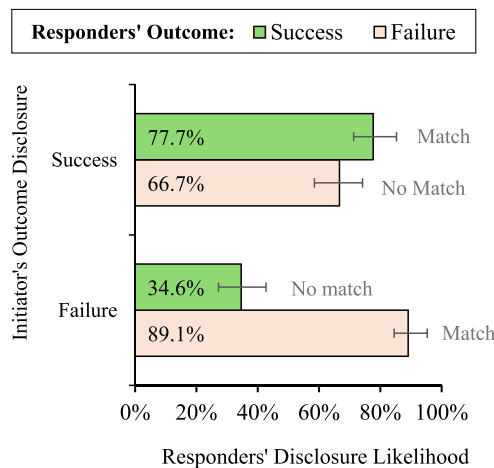 Responders' Outcome: Success Failure
Initiator's Outcome Disclosure
Success
77.7%
Match
66.7%
No Match
Failure
34.6%
No match
89.1%
Match
0% 20% 40% 60% 80% 100%
Responders' Disclosure Likelihood